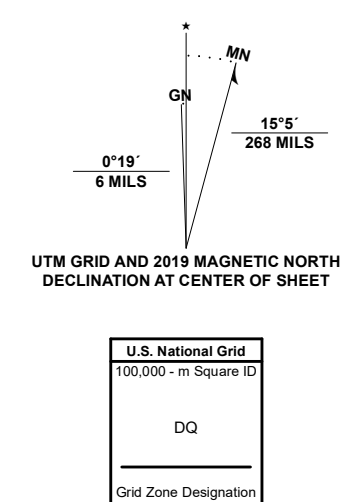 MN
GN
15°5´
268 MILS
0°19´
6 MILS
UTM GRID AND 2019 MAGNETIC NORTH
DECLINATION AT CENTER OF SHEET
U.S. National Grid
100,000 - m Square ID
DQ
Grid Zone Designation